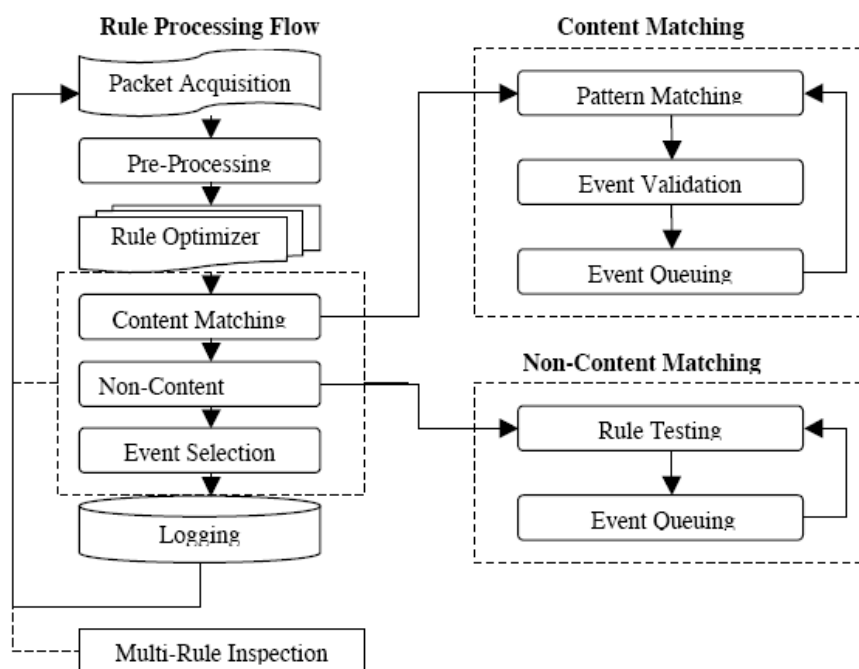 Rule Processing Flow
Packet Acquisition
Pre-Processing
Rule Optimizer
Content Matching
Non-Content
Event Selection
Logging
Multi-Rule Inspection
Content Matching
Pattern Matching
Event Validation
Event Queuing
Non-Content Matching
Rule Testing
Event Queuing